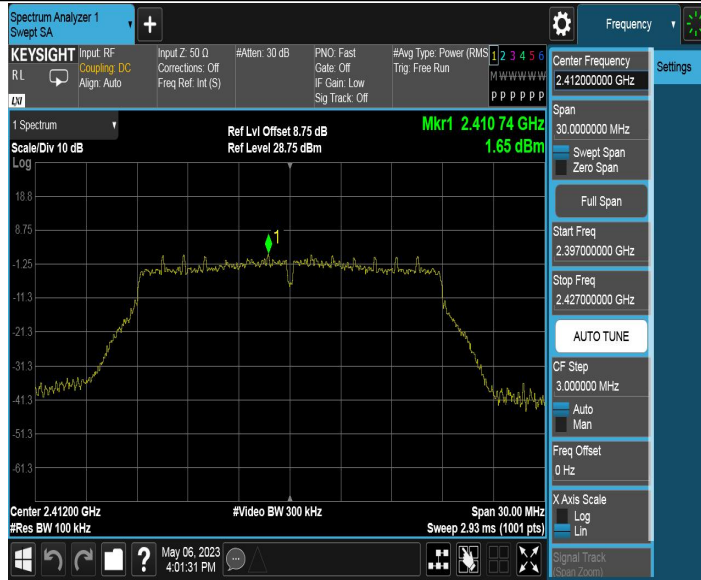 Spectrum Analyzer 1
Swept SA
Frequency
KEYSIGHT
RL
LXI
Input: RF
Coupling: DC
Align: Auto
Input Z: 50 Ω
Corrections: Off
Freq Ref: Int (S)
#Atten: 30 dB
PNO: Fast
Gate: Off
IF Gain: Low
Sig Track: Off
#Avg Type: Power (RMS
Trig: Free Run
1 2 3 4 5 6
M W W W W W
P P P P P P
Center Frequency
2.412000000 GHz
Settings
Span
30.0000000 MHz
Swept Span
Zero Span
Full Span
Start Freq
2.397000000 GHz
Stop Freq
2.427000000 GHz
AUTO TUNE
CF Step
3.000000 MHz
Auto
Man
Freq Offset
0 Hz
X Axis Scale
Log
Lin
Signal Track
(Span Zoom)
1 Spectrum
Scale/Div 10 dB
Log
Ref Lvl Offset 8.75 dB
Ref Level 28.75 dBm
Mkr1 2.410 74 GHz
1.65 dBm
18.8
8.75
-1.25
-11.3
-21.3
-31.3
-41.3
-51.3
-61.3
1
Center 2.41200 GHz
#Res BW 100 kHz
#Video BW 300 kHz
Span 30.00 MHz
Sweep 2.93 ms (1001 pts)
May 06, 2023
4:01:31 PM